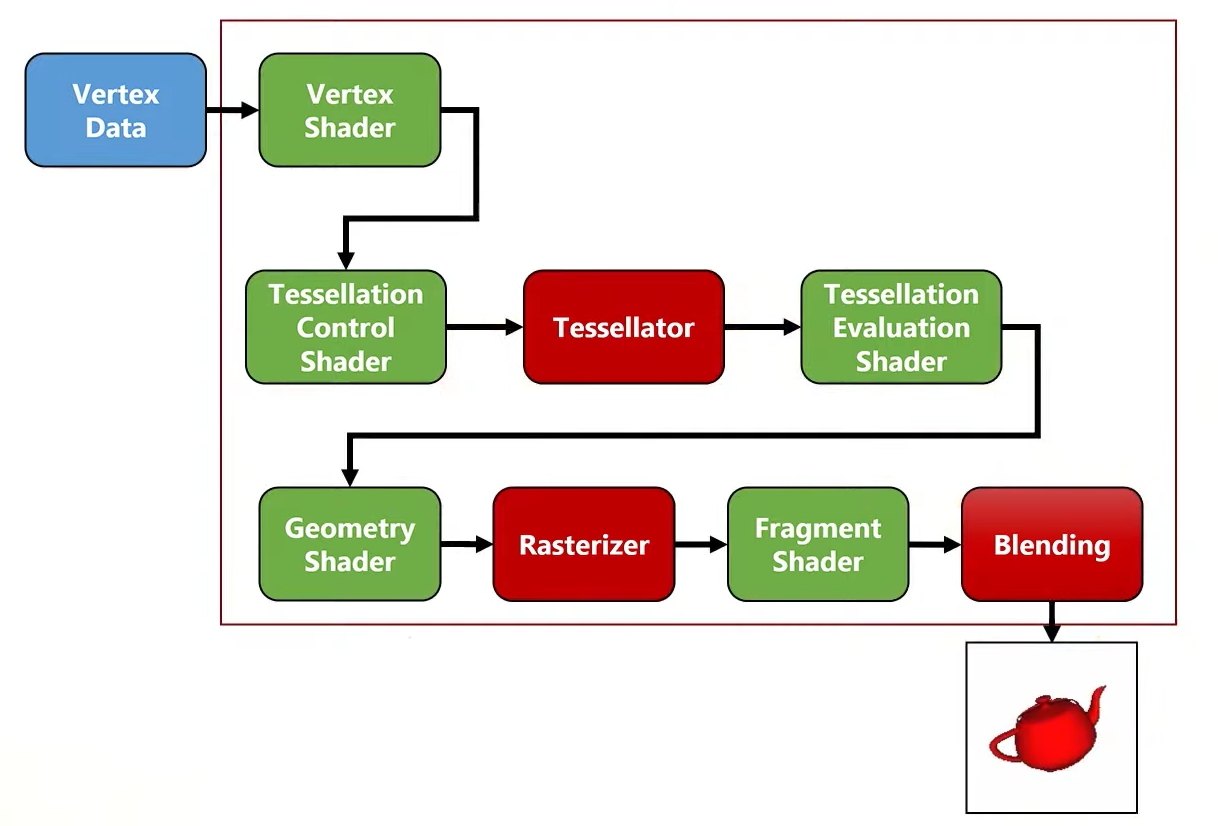 Vertex
Data
Vertex
Shader
Tessellation
Control
Shader
Tessellator
Tessellation
Evaluation
Shader
Geometry
Shader
Rasterizer
Fragment
Shader
Blending